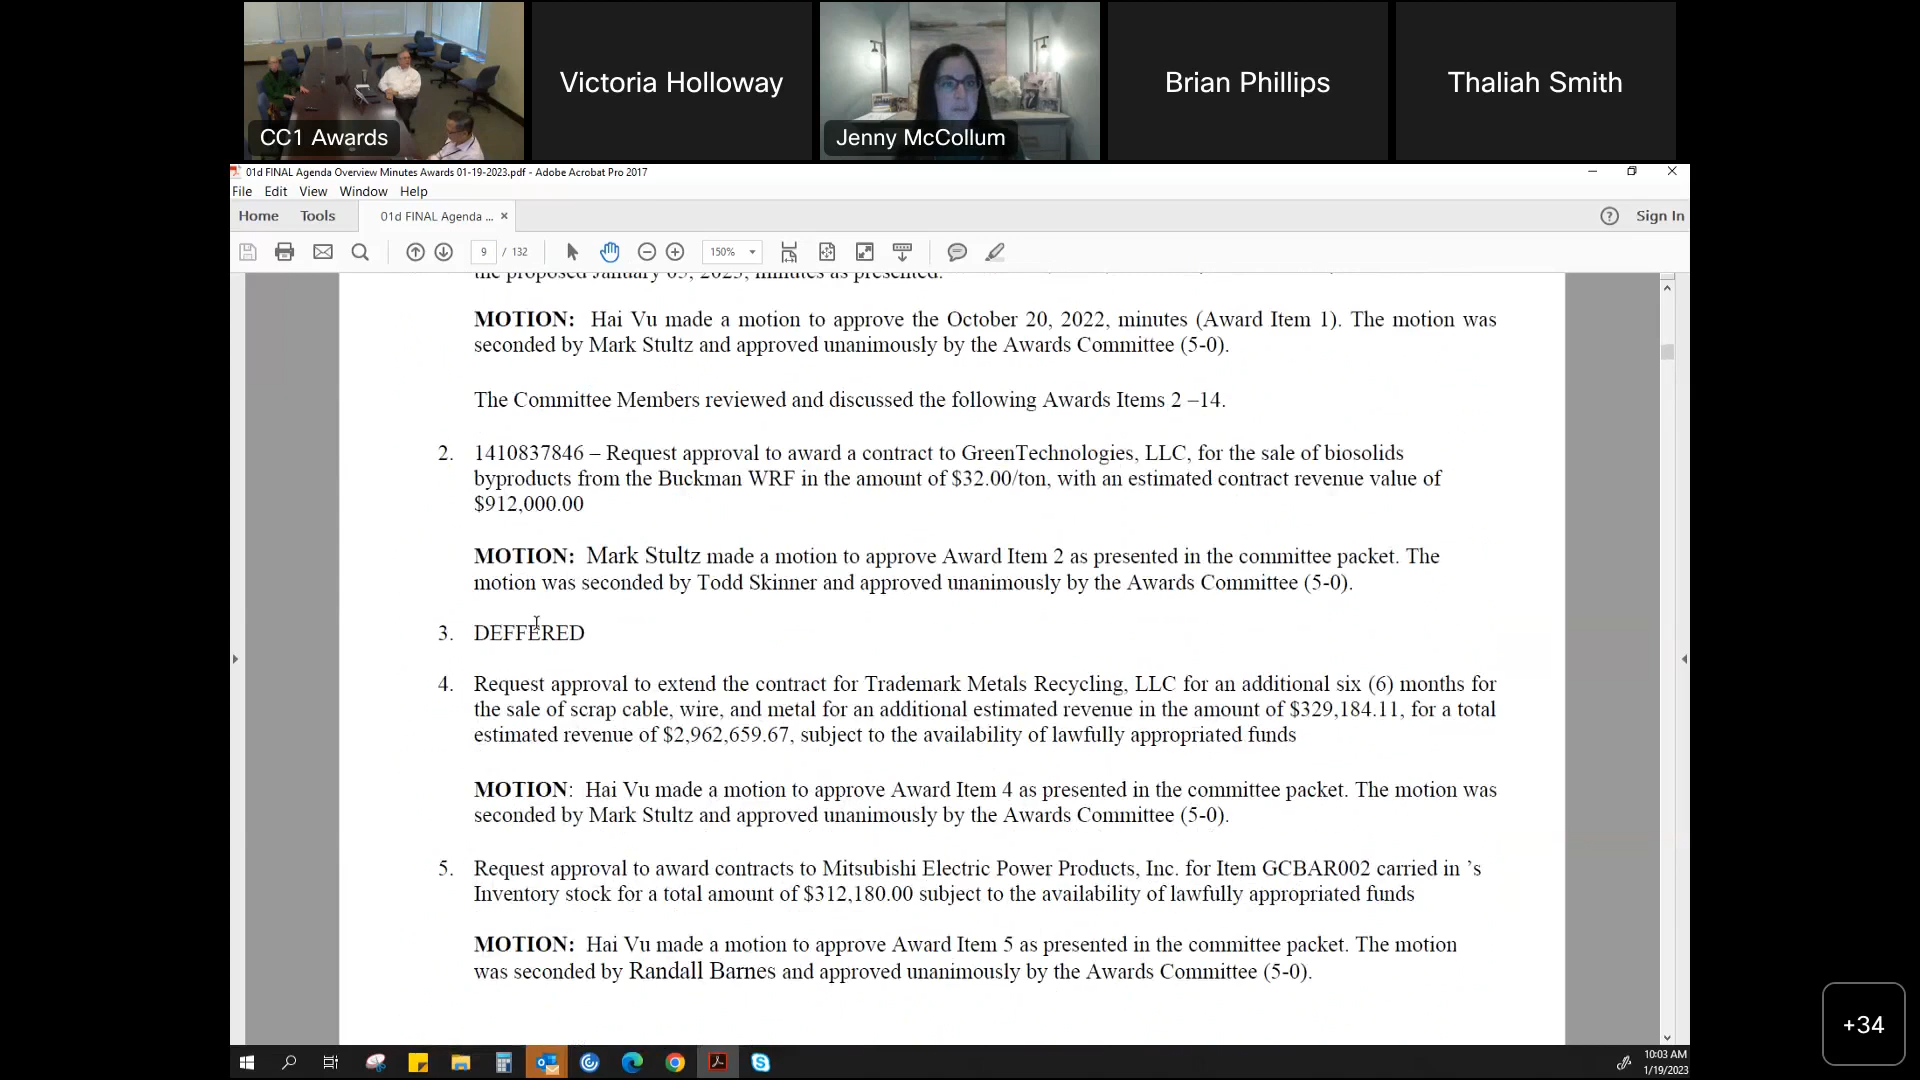 CC1 Awards
Victoria Holloway
Jenny McCollum
Brian Phillips
Thaliah Smith
01d FINAL Agenda Overview Minutes Awards 01-19-2023.pdf - Adobe Acrobat Pro 2017
File Edit View Window Help
Home Tools 01d FINAL Agenda ... × ? Sign In
9 / 132 150%
the proposed January 05, 2023, minutes as presented.
MOTION: Hai Vu made a motion to approve the October 20, 2022, minutes (Award Item 1). The motion was
seconded by Mark Stultz and approved unanimously by the Awards Committee (5-0).
The Committee Members reviewed and discussed the following Awards Items 2 –14.
2. 1410837846 – Request approval to award a contract to GreenTechnologies, LLC, for the sale of biosolids
byproducts from the Buckman WRF in the amount of $32.00/ton, with an estimated contract revenue value of
$912,000.00
MOTION: Mark Stultz made a motion to approve Award Item 2 as presented in the committee packet. The
motion was seconded by Todd Skinner and approved unanimously by the Awards Committee (5-0).
3. DEFFERED
4. Request approval to extend the contract for Trademark Metals Recycling, LLC for an additional six (6) months for
the sale of scrap cable, wire, and metal for an additional estimated revenue in the amount of $329,184.11, for a total
estimated revenue of $2,962,659.67, subject to the availability of lawfully appropriated funds
MOTION: Hai Vu made a motion to approve Award Item 4 as presented in the committee packet. The motion was
seconded by Mark Stultz and approved unanimously by the Awards Committee (5-0).
5. Request approval to award contracts to Mitsubishi Electric Power Products, Inc. for Item GCBAR002 carried in ’s
Inventory stock for a total amount of $312,180.00 subject to the availability of lawfully appropriated funds
MOTION: Hai Vu made a motion to approve Award Item 5 as presented in the committee packet. The motion
was seconded by Randall Barnes and approved unanimously by the Awards Committee (5-0).
+34
10:03 AM
1/19/2023